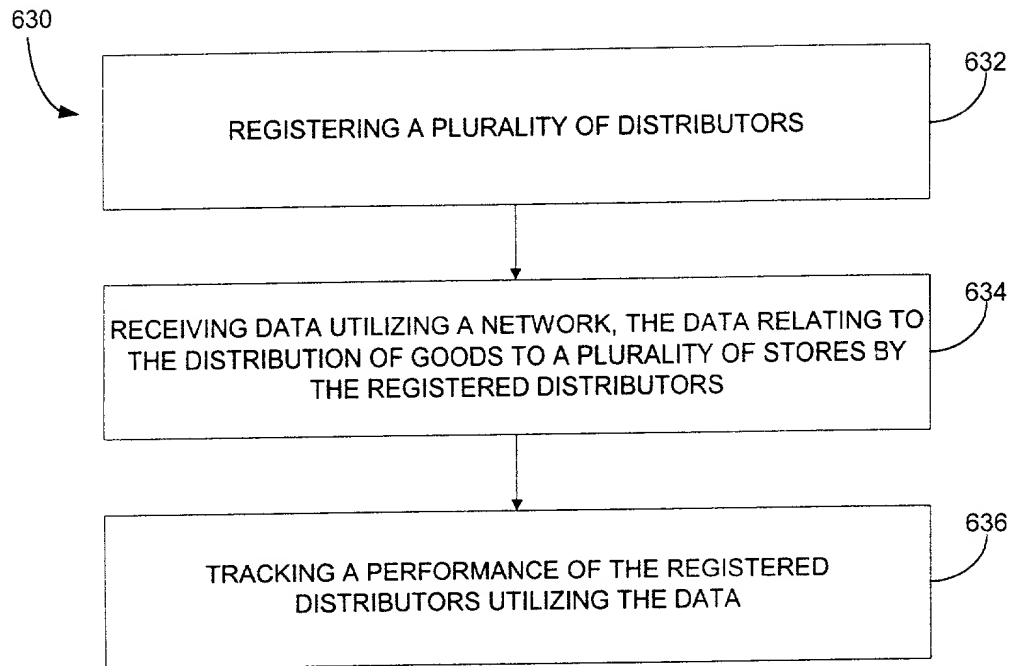 630
632
REGISTERING A PLURALITY OF DISTRIBUTORS
634
RECEIVING DATA UTILIZING A NETWORK, THE DATA RELATING TO
THE DISTRIBUTION OF GOODS TO A PLURALITY OF STORES BY
THE REGISTERED DISTRIBUTORS
636
TRACKING A PERFORMANCE OF THE REGISTERED
DISTRIBUTORS UTILIZING THE DATA